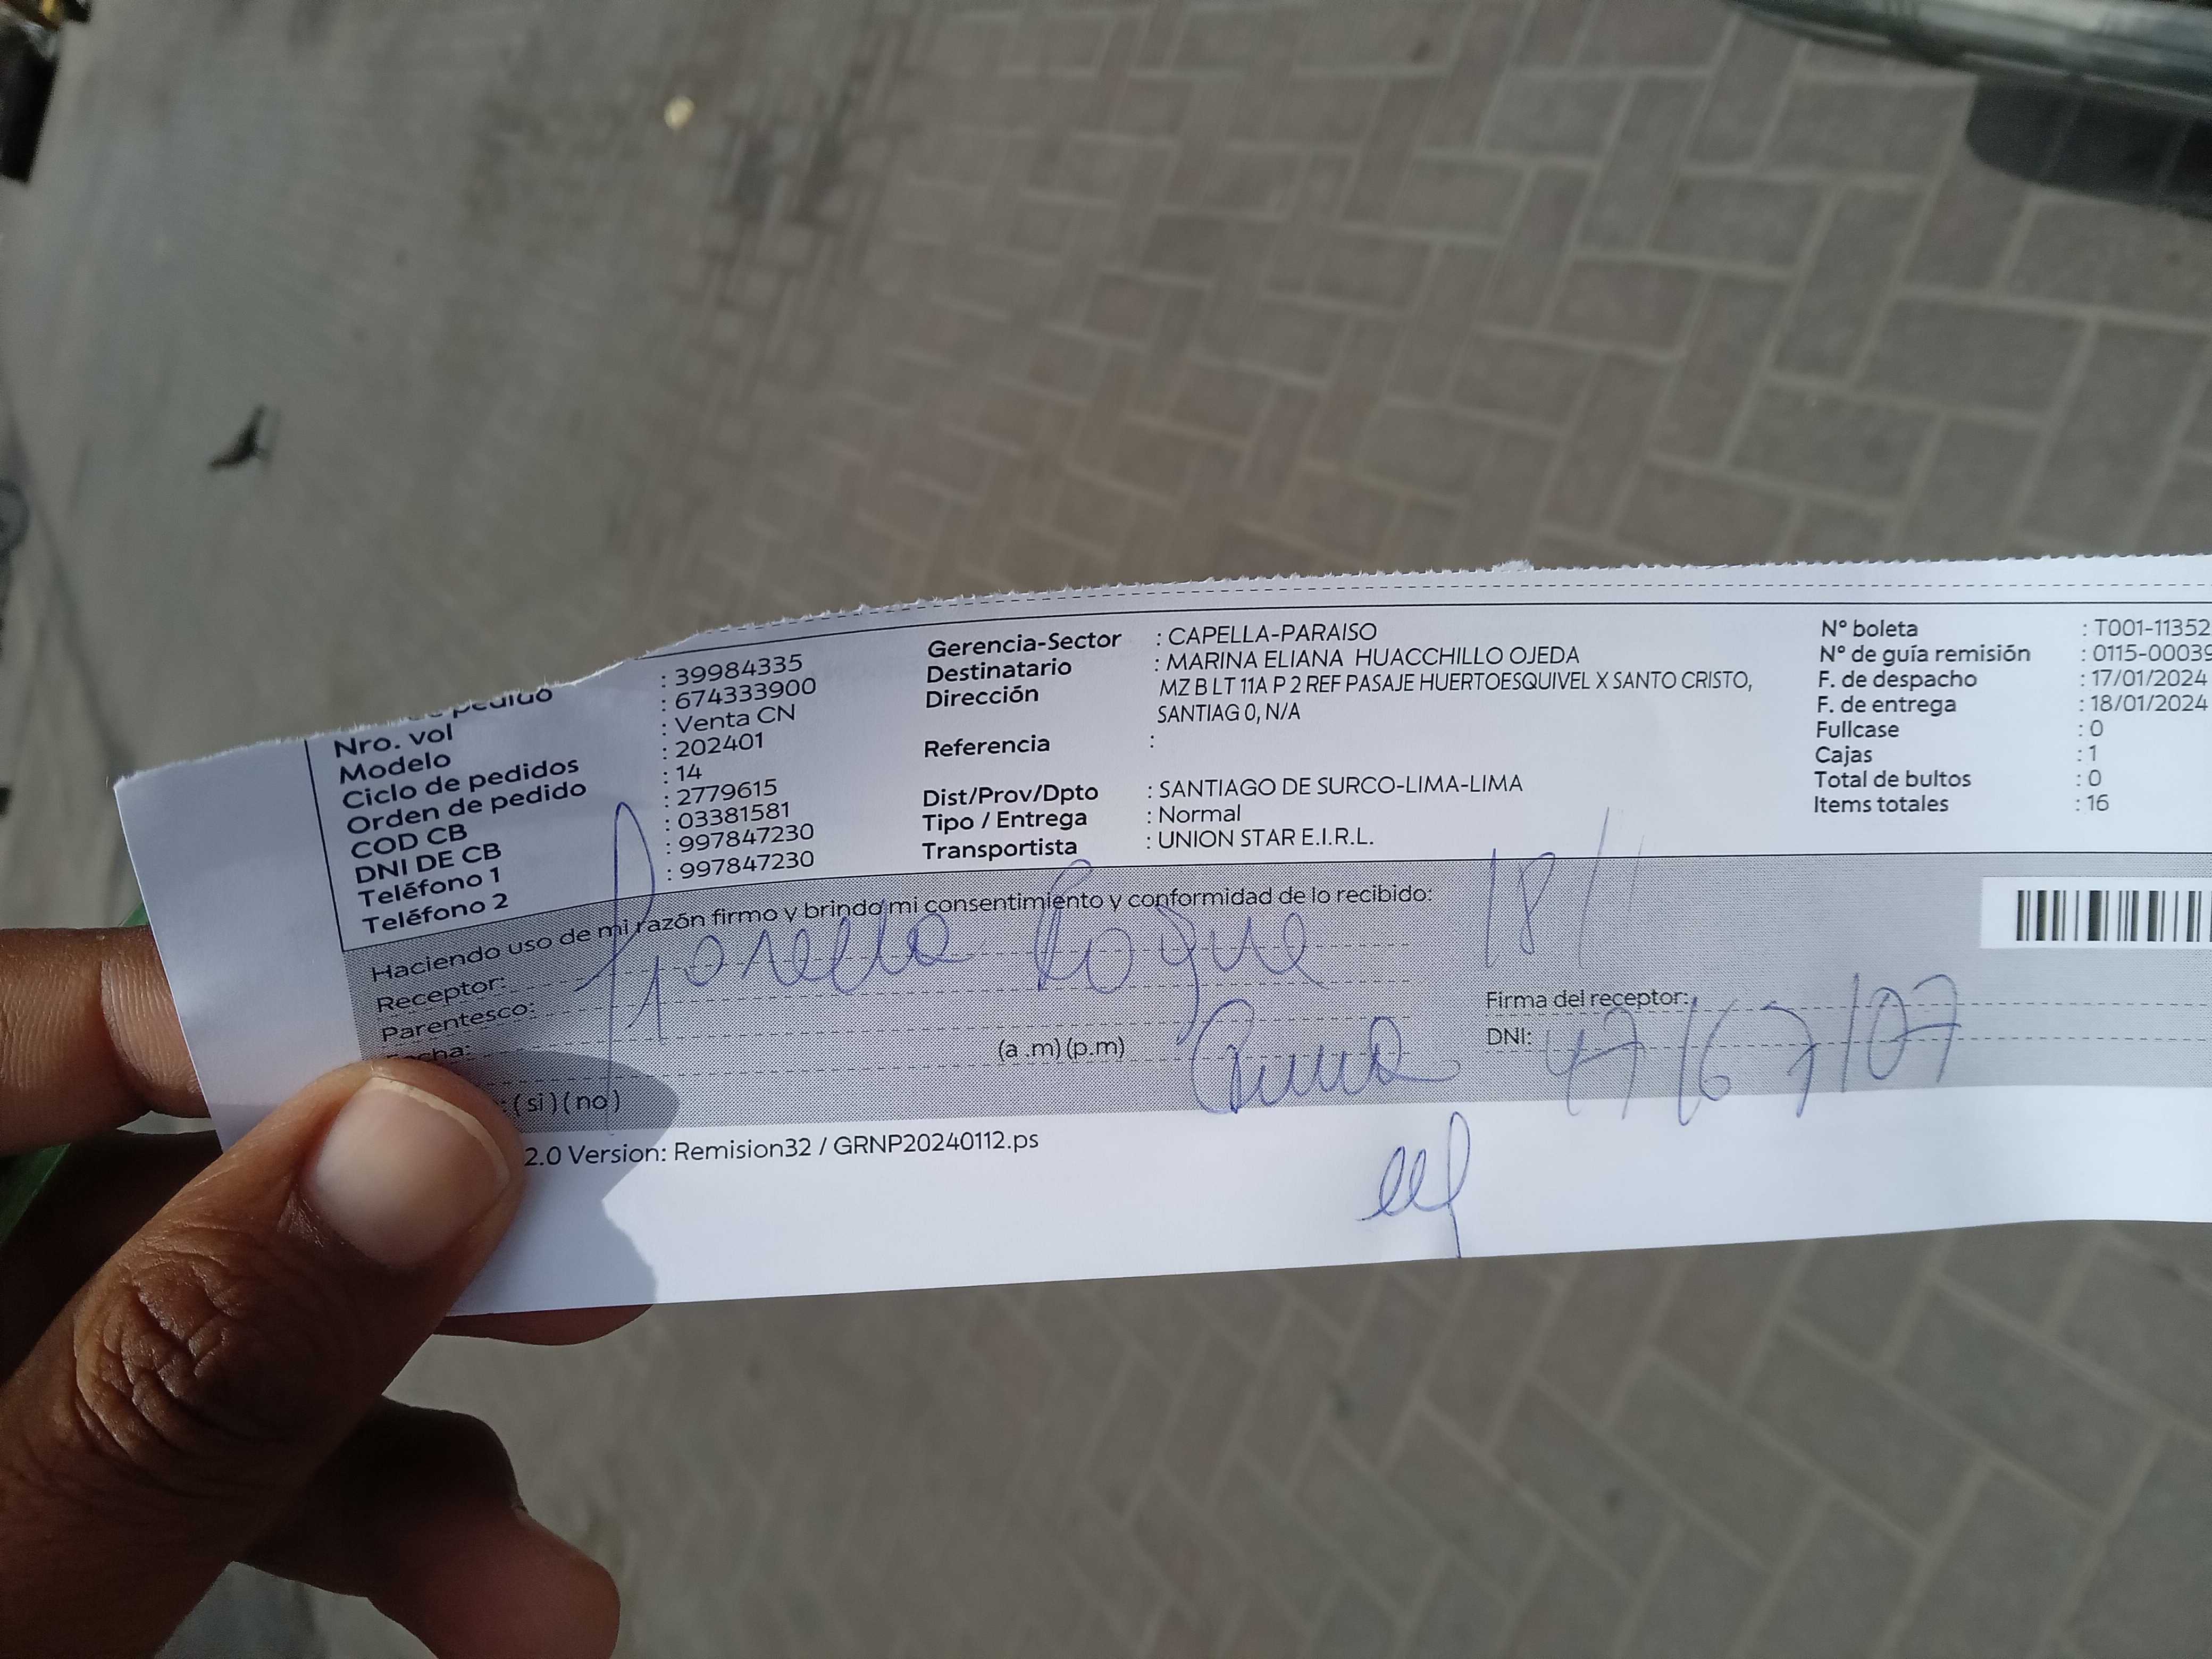 pedido : 39984335
Nro. vol : 674333900
Modelo : Venta CN
Ciclo de pedidos : 202401
Orden de pedido : 14
COD CB : 2779615
DNI DE CB : 03381581
Teléfono 1 : 997847230
Teléfono 2 : 997847230
Gerencia-Sector : CAPELLA-PARAISO
Destinatario : MARINA ELIANA HUACCHILLO OJEDA
Dirección MZ B LT 11A P 2 REF PASAJE HUERTOESQUIVEL X SANTO CRISTO,
SANTIAG 0, N/A
Referencia :
Dist/Prov/Dpto : SANTIAGO DE SURCO-LIMA-LIMA
Tipo / Entrega : Normal
Transportista : UNION STAR E.I.R.L.
N° boleta : T001-11352
N° de guía remisión : 0115-00039
F. de despacho : 17/01/2024
F. de entrega : 18/01/2024
Fullcase : 0
Cajas : 1
Total de bultos : 0
Items totales : 16
Haciendo uso de mi razón firmo y brindo mi consentimiento y conformidad de lo recibido: 18/1
Receptor: Roque
Parentesco:
Firma del receptor:
Fecha: (a .m) (p.m)
DNI: 47/67/07
: ( si ) ( no )
2.0 Version: Remision32 / GRNP20240112.ps